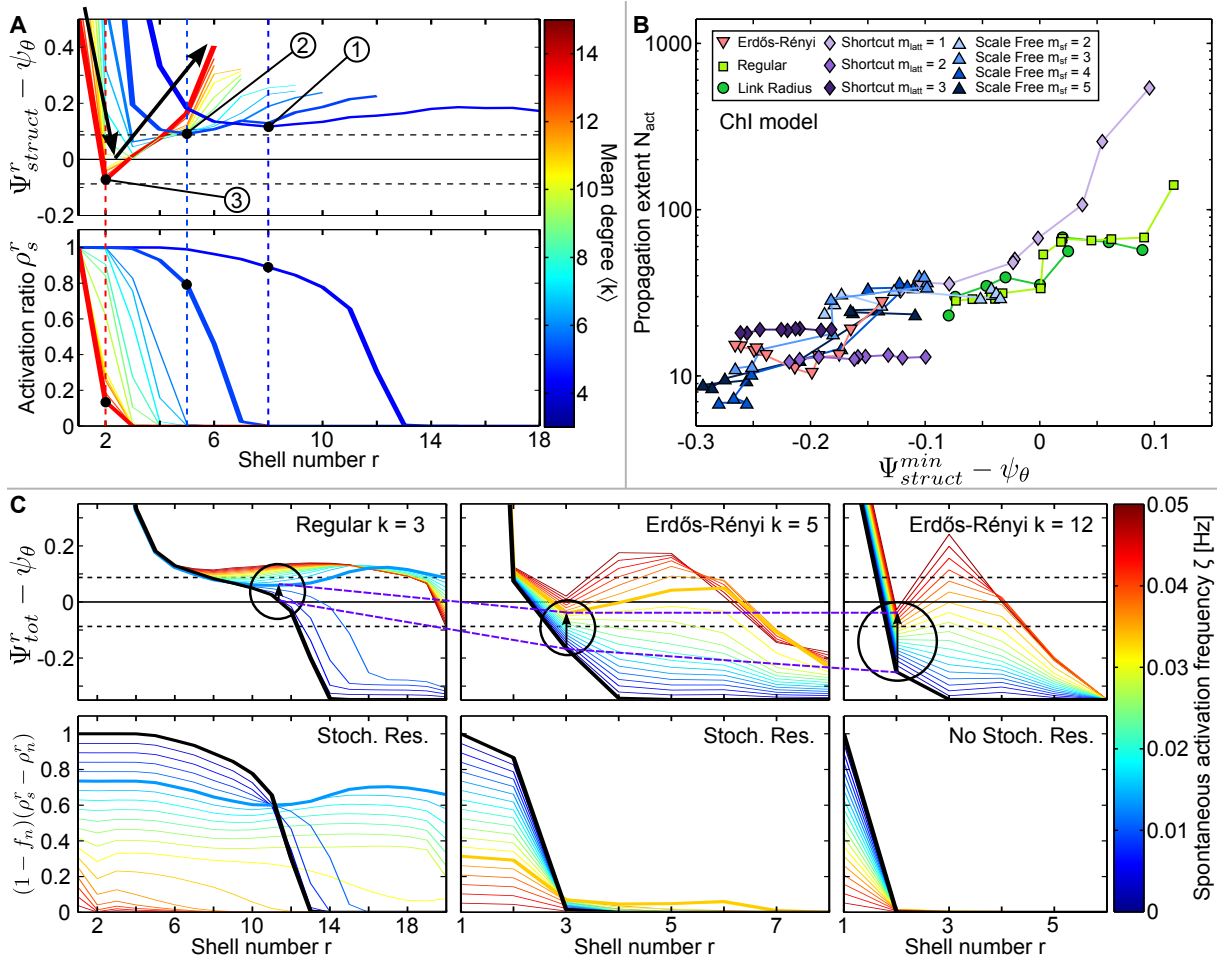 A
Ψ^r_struct − ψ_θ
0.4
0.2
0
-0.2
②
①
③
Activation ratio ρ^r_s
1
0.8
0.6
0.4
0.2
0
2
6
10
14
18
Shell number r
Mean degree ⟨k⟩
14
12
10
8
6
4
B
Propagation extent N_act
1000
100
10
Erdős-Rényi
Regular
Link Radius
Shortcut m_latt = 1
Shortcut m_latt = 2
Shortcut m_latt = 3
Scale Free m_sf = 2
Scale Free m_sf = 3
Scale Free m_sf = 4
Scale Free m_sf = 5
ChI model
-0.3
-0.2
-0.1
0
0.1
Ψ^min_struct − ψ_θ
C
Ψ^r_tot − ψ_θ
0.2
0
-0.2
Regular k = 3
Erdős-Rényi k = 5
Erdős-Rényi k = 12
(1 − f_n)(ρ^r_s − ρ^r_n)
1
0.8
0.6
0.4
0.2
0
Stoch. Res.
Stoch. Res.
No Stoch. Res.
2
6
10
14
18
Shell number r
1
3
5
7
Shell number r
1
3
5
Shell number r
0.05
0.04
0.03
0.02
0.01
0
Spontaneous activation frequency ζ [Hz]